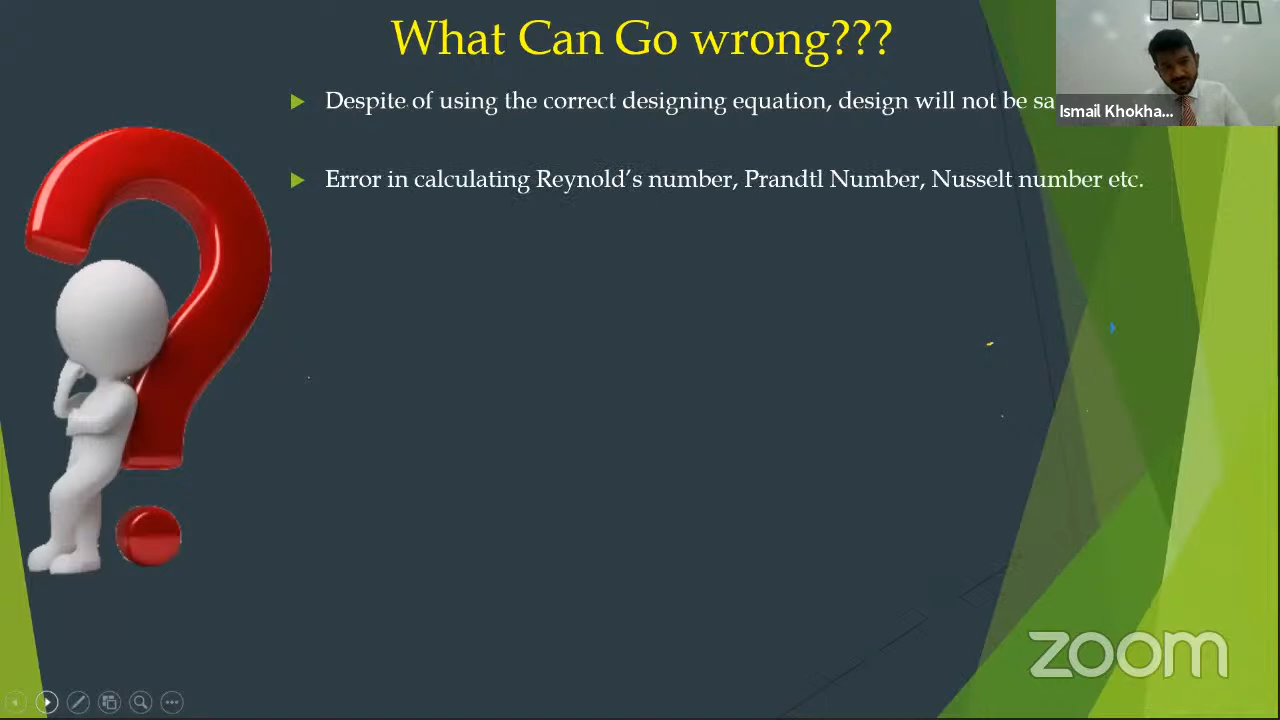 What Can Go wrong???
Despite of using the correct designing equation, design will not be sa
Ismail Khokha...
Error in calculating Reynold's number, Prandtl Number, Nusselt number etc.
zoom